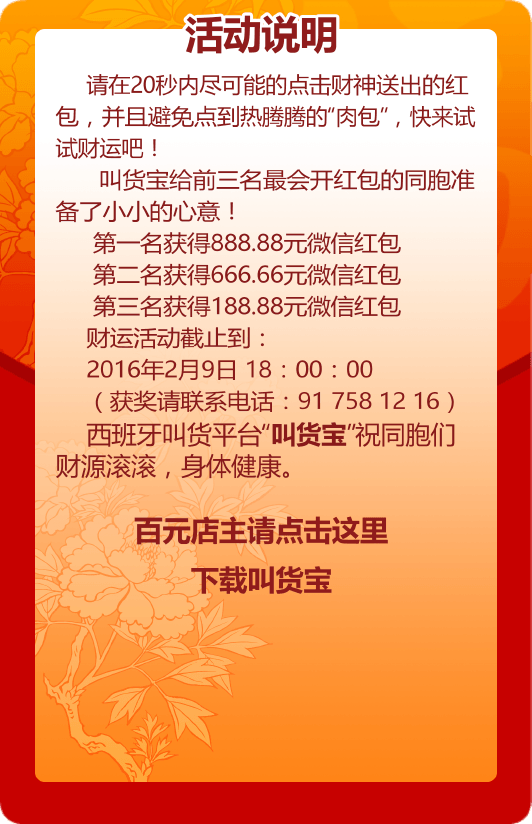 活动说明
请在20秒内尽可能的点击财神送出的红
包，并且避免点到热腾腾的“肉包”，快来试
试财运吧！
叫货宝给前三名最会开红包的同胞准
备了小小的心意！
第一名获得888.88元微信红包
第二名获得666.66元微信红包
第三名获得188.88元微信红包
财运活动截止到：
2016年2月9日 18：00：00
（获奖请联系电话：91 758 12 16）
西班牙叫货平台“叫货宝”祝同胞们
财源滚滚，身体健康。
百元店主请点击这里
下载叫货宝